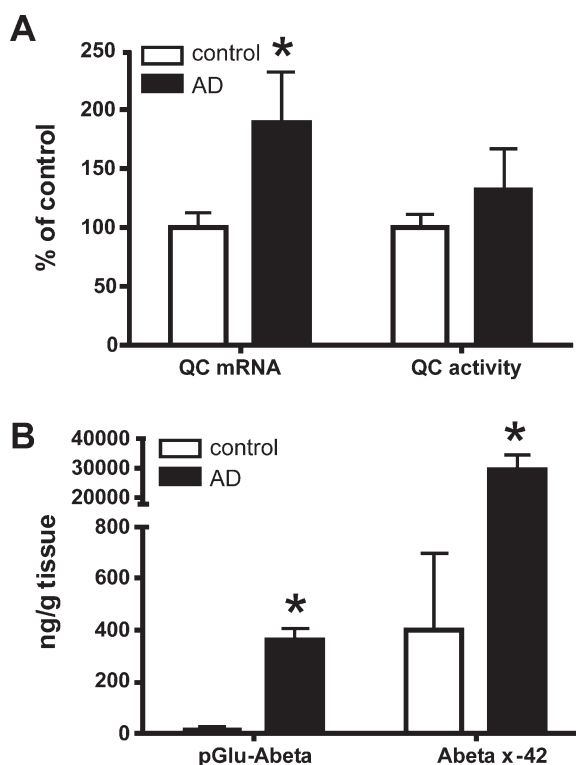 A
250
200
150
100
50
0
% of control
control
AD
*
QC mRNA
QC activity
B
40000
30000
20000
800
600
400
200
0
ng/g tissue
control
AD
*
*
pGlu-Abeta
Abeta x-42